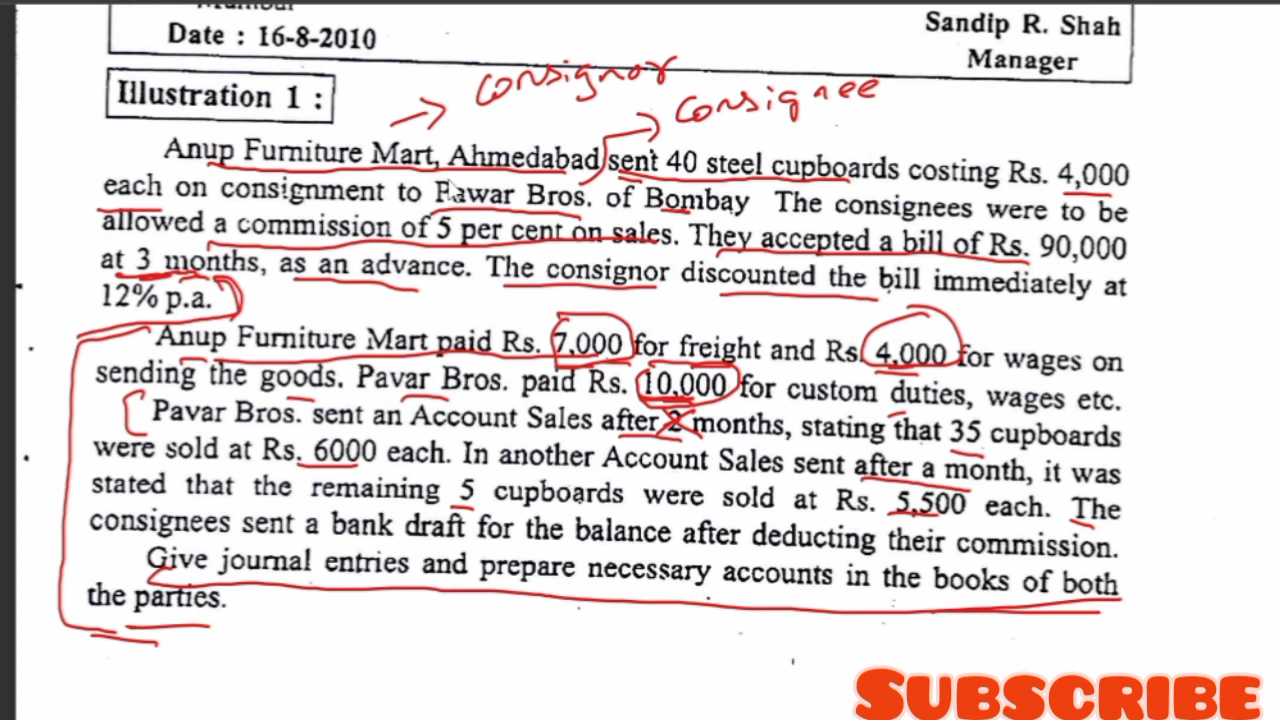 Date : 16-8-2010
Sandip R. Shah
Manager
Illustration 1 :
consignor
consignee
Anup Furniture Mart, Ahmedabad sent 40 steel cupboards costing Rs. 4,000
each on consignment to Pawar Bros. of Bombay The consignees were to be
allowed a commission of 5 per cent on sales. They accepted a bill of Rs. 90,000
at 3 months, as an advance. The consignor discounted the bill immediately at
12% p.a.
Anup Furniture Mart paid Rs. 7,000 for freight and Rs. 4,000 for wages on
sending the goods. Pavar Bros. paid Rs. 10,000 for custom duties, wages etc.
Pavar Bros. sent an Account Sales after 2 months, stating that 35 cupboards
were sold at Rs. 6000 each. In another Account Sales sent after a month, it was
stated that the remaining 5 cupboards were sold at Rs. 5,500 each. The
consignees sent a bank draft for the balance after deducting their commission.
Give journal entries and prepare necessary accounts in the books of both
the parties.
SUBSCRIBE